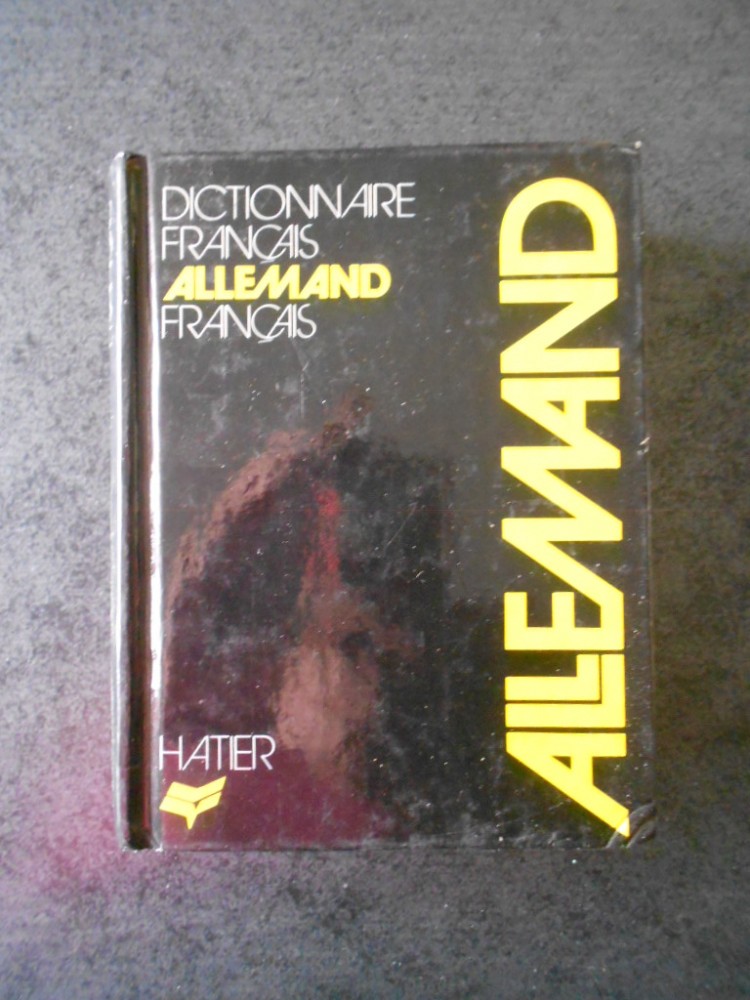 DICTIONNAIRE
FRANÇAIS
ALLEMAND
FRANÇAIS
ALLEMAND
HATIER